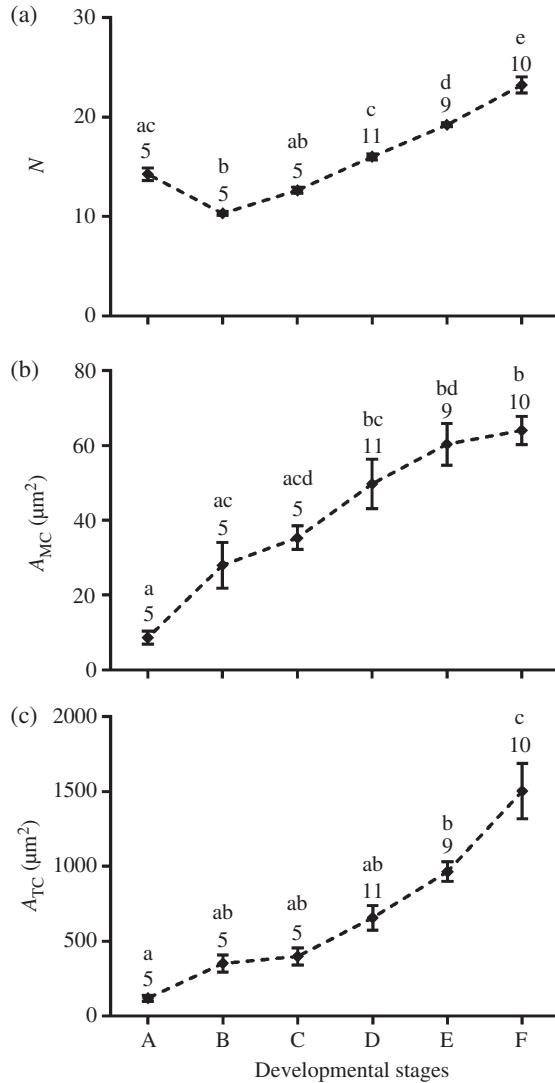 (a)
30
20
10
0
N
ac
5
b
5
ab
5
c
11
d
9
e
10
(b)
80
60
40
20
0
A_MC (µm²)
a
5
ac
5
acd
5
bc
11
bd
9
b
10
(c)
2000
1500
1000
500
0
A_TC (µm²)
a
5
ab
5
ab
5
ab
11
b
9
c
10
A B C D E F
Developmental stages